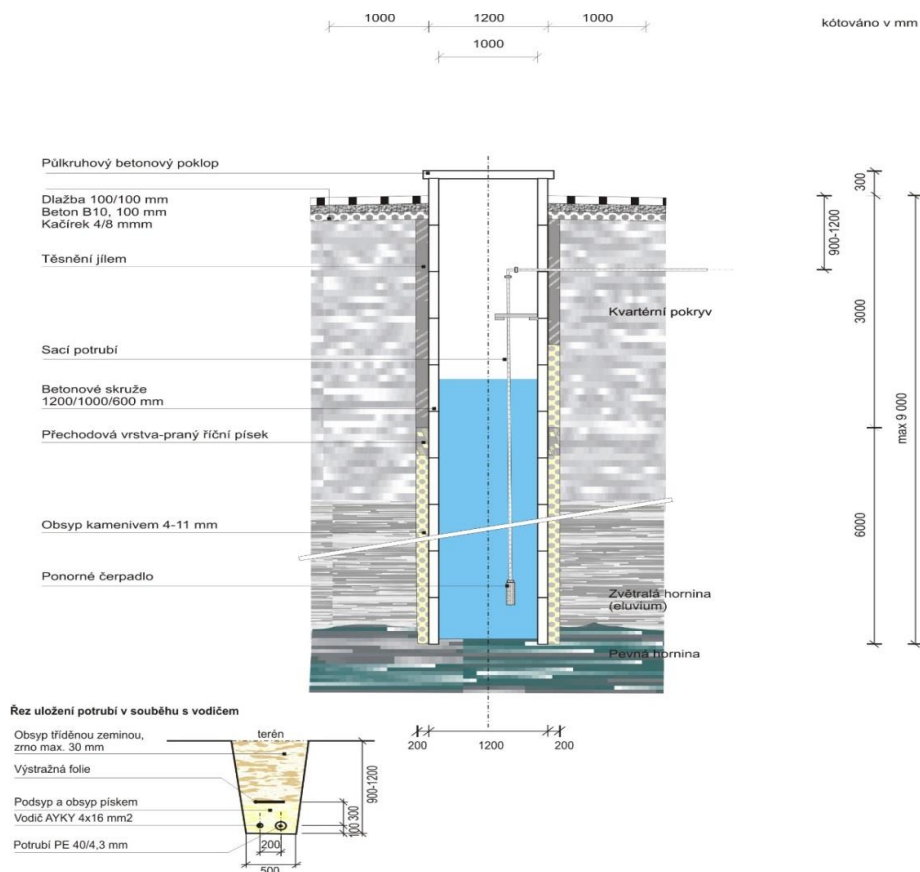 1000
1200
1000
kótováno v mm
1000
Půlkruhový betonový poklop
300
Dlažba 100/100 mm
Beton B10, 100 mm
Kačírek 4/8 mmm
900-1200
Těsnění jílem
Kvartérní pokryv
3000
Sací potrubí
Betonové skruže
1200/1000/600 mm
max 9 000
Přechodová vrstva-praný říční písek
Obsyp kamenivem 4-11 mm
6000
Ponorné čerpadlo
Zvětralá hornina
(eluvium)
Pevná hornina
200
1200
200
Řez uložení potrubí v souběhu s vodičem
Obsyp tříděnou zeminou,
zrno max. 30 mm
terén
Výstražná folie
900-1200
Podsyp a obsyp pískem
300
Vodič AYKY 4x16 mm2
100
Potrubí PE 40/4,3 mm
200
500